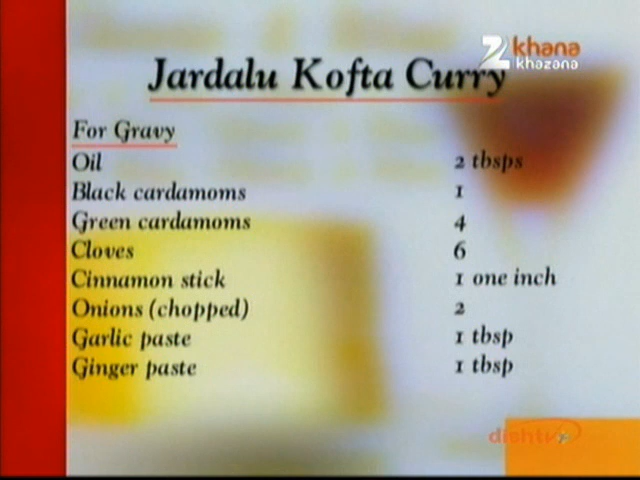 Z khana
khazana
Jardalu Kofta Curry
For Gravy
Oil 2 tbsps
Black cardamoms 1
Green cardamoms 4
Cloves 6
Cinnamon stick 1 one inch
Onions (chopped) 2
Garlic paste 1 tbsp
Ginger paste 1 tbsp
dishtv